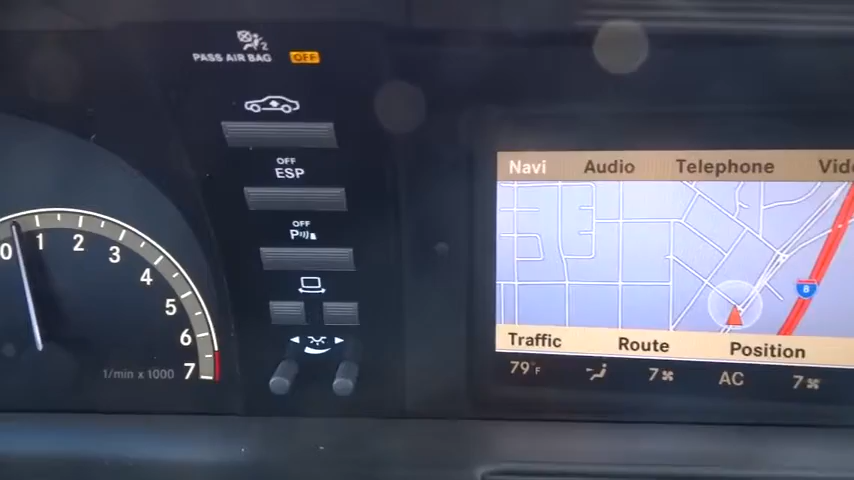 PASS AIR BAG OFF
OFF
ESP
OFF
P
0 1 2 3 4 5 6 7
1/min x 1000
Navi Audio Telephone Vide
8
Traffic Route Position
79°F 7 AC 7